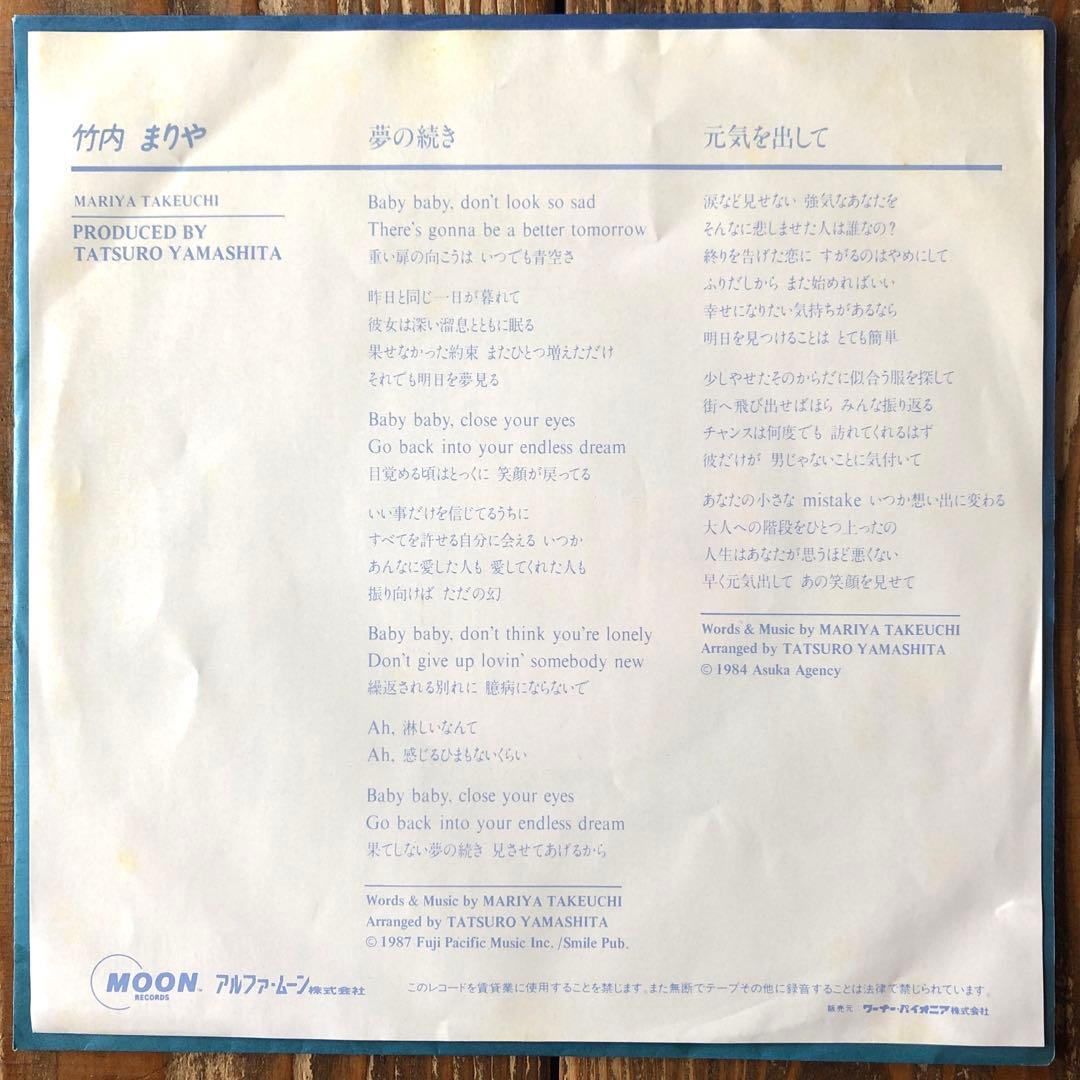 竹内 まりや
MARIYA TAKEUCHI
PRODUCED BY
TATSURO YAMASHITA
夢の続き
Baby baby, don't look so sad
There's gonna be a better tomorrow
重い扉の向こうは いつでも青空さ
昨日と同じ一日が暮れて
彼女は深い溜息とともに眠る
果せなかった約束 またひとつ増えただけ
それでも明日を夢見る
Baby baby, close your eyes
Go back into your endless dream
目覚める頃はとっくに 笑顔が戻ってる
いい事だけを信じてるうちに
すべてを許せる自分に会える いつか
あんなに愛した人も 愛してくれた人も
振り向けば ただの幻
Baby baby, don't think you're lonely
Don't give up lovin' somebody new
繰返される別れに 臆病にならないで
Ah, 淋しいなんて
Ah, 感じるひまもないくらい
Baby baby, close your eyes
Go back into your endless dream
果てしない夢の続き 見させてあげるから
Words & Music by MARIYA TAKEUCHI
Arranged by TATSURO YAMASHITA
© 1987 Fuji Pacific Music Inc. /Smile Pub.
元気を出して
涙など見せない 強気なあなたを
そんなに悲しませた人は誰なの?
終りを告げた恋に すがるのはやめにして
ふりだしから また始めればいい
幸せになりたい気持ちがあるなら
明日を見つけることは とても簡単
少しやせたそのからだに似合う服を探して
街へ飛び出せばほら みんな振り返る
チャンスは何度でも 訪れてくれるはず
彼だけが 男じゃないことに気付いて
あなたの小さな mistake いつか想い出に変わる
大人への階段をひとつ上ったの
人生はあなたが思うほど悪くない
早く元気出して あの笑顔を見せて
Words & Music by MARIYA TAKEUCHI
Arranged by TATSURO YAMASHITA
© 1984 Asuka Agency
MOON™
RECORDS
アルファ・ムーン株式会社
このレコードを賃貸業に使用することを禁じます。また無断でテープその他に録音することは法律で禁じられています。
販売元:ワーナー・パイオニア株式会社